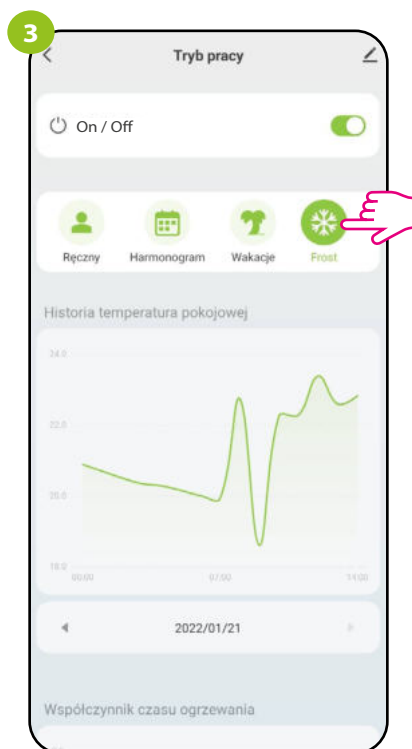 3
Tryb pracy
On / Off
Ręczny Harmonogram Wakacje Frost
Historia temperatura pokojowej
24.0
22.0
20.0
18.0
00:00 07:00 14:00
2022/01/21
Współczynnik czasu ogrzewania